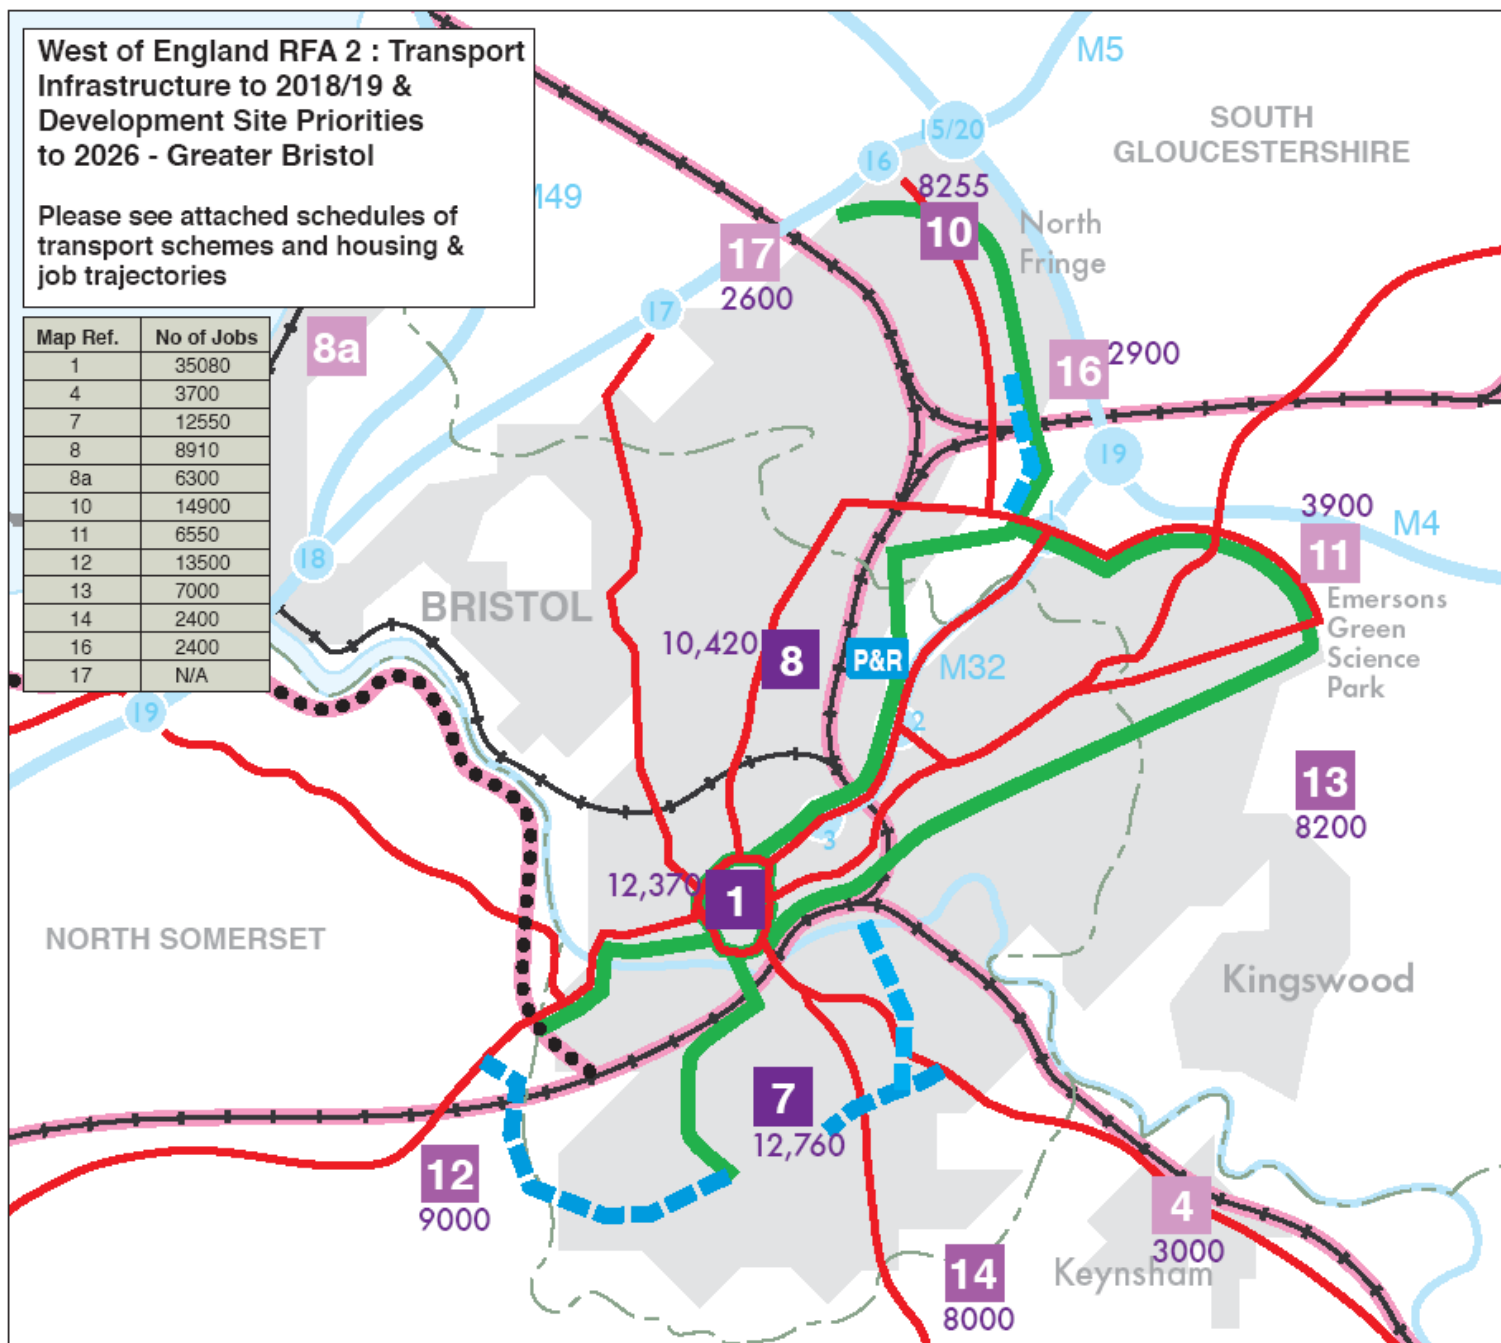 West of England RFA 2 : Transport
Infrastructure to 2018/19 &
Development Site Priorities
to 2026 - Greater Bristol
Please see attached schedules of
transport schemes and housing &
job trajectories
Map Ref. No of Jobs
1 35080
4 3700
7 12550
8 8910
8a 6300
10 14900
11 6550
12 13500
13 7000
14 2400
16 2400
17 N/A
M5
15/20
SOUTH
GLOUCESTERSHIRE
16
8255
M49
10
North
Fringe
17
2600
17
8a
16
2900
19
3900
1
M4
11
18
Emersons
Green
Science
Park
BRISTOL
10,420
8
P&R
M32
19
2
13
8200
3
12,370
1
NORTH SOMERSET
Kingswood
7
12,760
12
9000
4
3000
14
8000
Keynsham